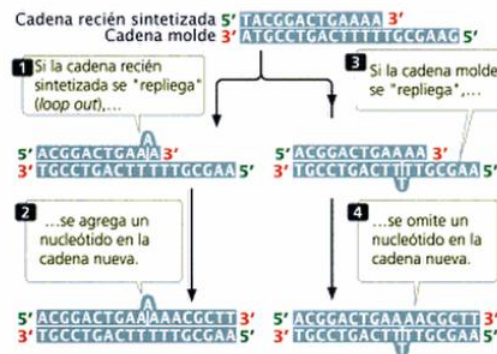 Cadena recién sintetizada 5' TACGGACTGAAAA 3'
Cadena molde 3' ATGCCTGACTTTTTGCGAAG 5'
1 Si la cadena recién
sintetizada se "repliega"
(loop out),...
3 Si la cadena molde
se "repliega",...
A
5' ACGGACTGAAA 3'
3' TGCCTGACTTTTTGCGAA 5'
5' ACGGACTGAAAA 3'
3' TGCCTGACTTTTGCGAA 5'
T
2 ...se agrega un
nucleótido en la
cadena nueva.
4 ...se omite un
nucleótido en la
cadena nueva.
A
5' ACGGACTGAAAAACGCTT 3'
3' TGCCTGACTTTTTGCGAA 5'
5' ACGGACTGAAAACGCTT 3'
3' TGCCTGACTTTTGCGAA 5'
T